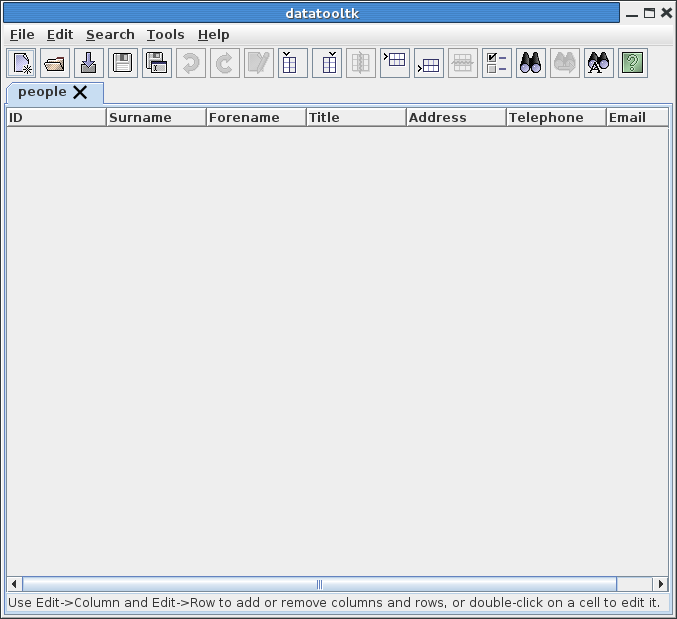 datatooltk
File Edit Search Tools Help
people
ID Surname Forename Title Address Telephone Email
Use Edit->Column and Edit->Row to add or remove columns and rows, or double-click on a cell to edit it.